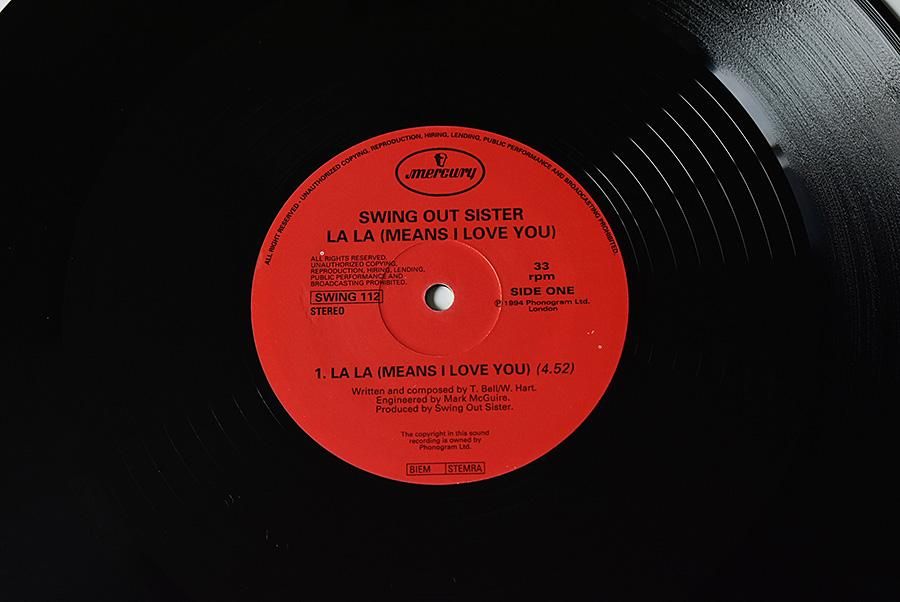 ALL RIGHT RESERVED - UNAUTHORIZED COPYING, REPRODUCTION, HIRING, LENDING, PUBLIC PERFORMANCE AND BROADCASTING PROHIBITED.
mercury
SWING OUT SISTER
LA LA (MEANS I LOVE YOU)
ALL RIGHTS RESERVED.
UNAUTHORIZED COPYING,
REPRODUCTION, HIRING, LENDING,
PUBLIC PERFORMANCE AND
BROADCASTING PROHIBITED.
SWING 112
STEREO
33
rpm
SIDE ONE
℗ 1994 Phonogram Ltd.
London
1. LA LA (MEANS I LOVE YOU) (4.52)
Written and composed by T. Bell/W. Hart.
Engineered by Mark McGuire.
Produced by Swing Out Sister.
The copyright in this sound
recording is owned by
Phonogram Ltd.
BIEM STEMRA